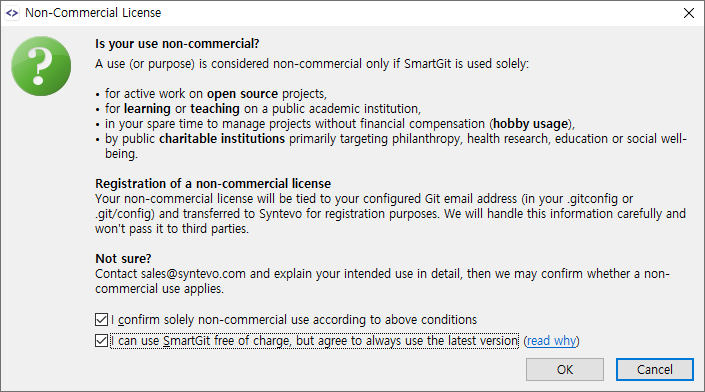 Non-Commercial License
Is your use non-commercial?
A use (or purpose) is considered non-commercial only if SmartGit is used solely:
• for active work on open source projects,
• for learning or teaching on a public academic institution,
• in your spare time to manage projects without financial compensation (hobby usage),
• by public charitable institutions primarily targeting philanthropy, health research, education or social well-
being.
Registration of a non-commercial license
Your non-commercial license will be tied to your configured Git email address (in your .gitconfig or
.git/config) and transferred to Syntevo for registration purposes. We will handle this information carefully and
won't pass it to third parties.
Not sure?
Contact sales@syntevo.com and explain your intended use in detail, then we may confirm whether a non-
commercial use applies.
I confirm solely non-commercial use according to above conditions
I can use SmartGit free of charge, but agree to always use the latest version (read why)
OK Cancel